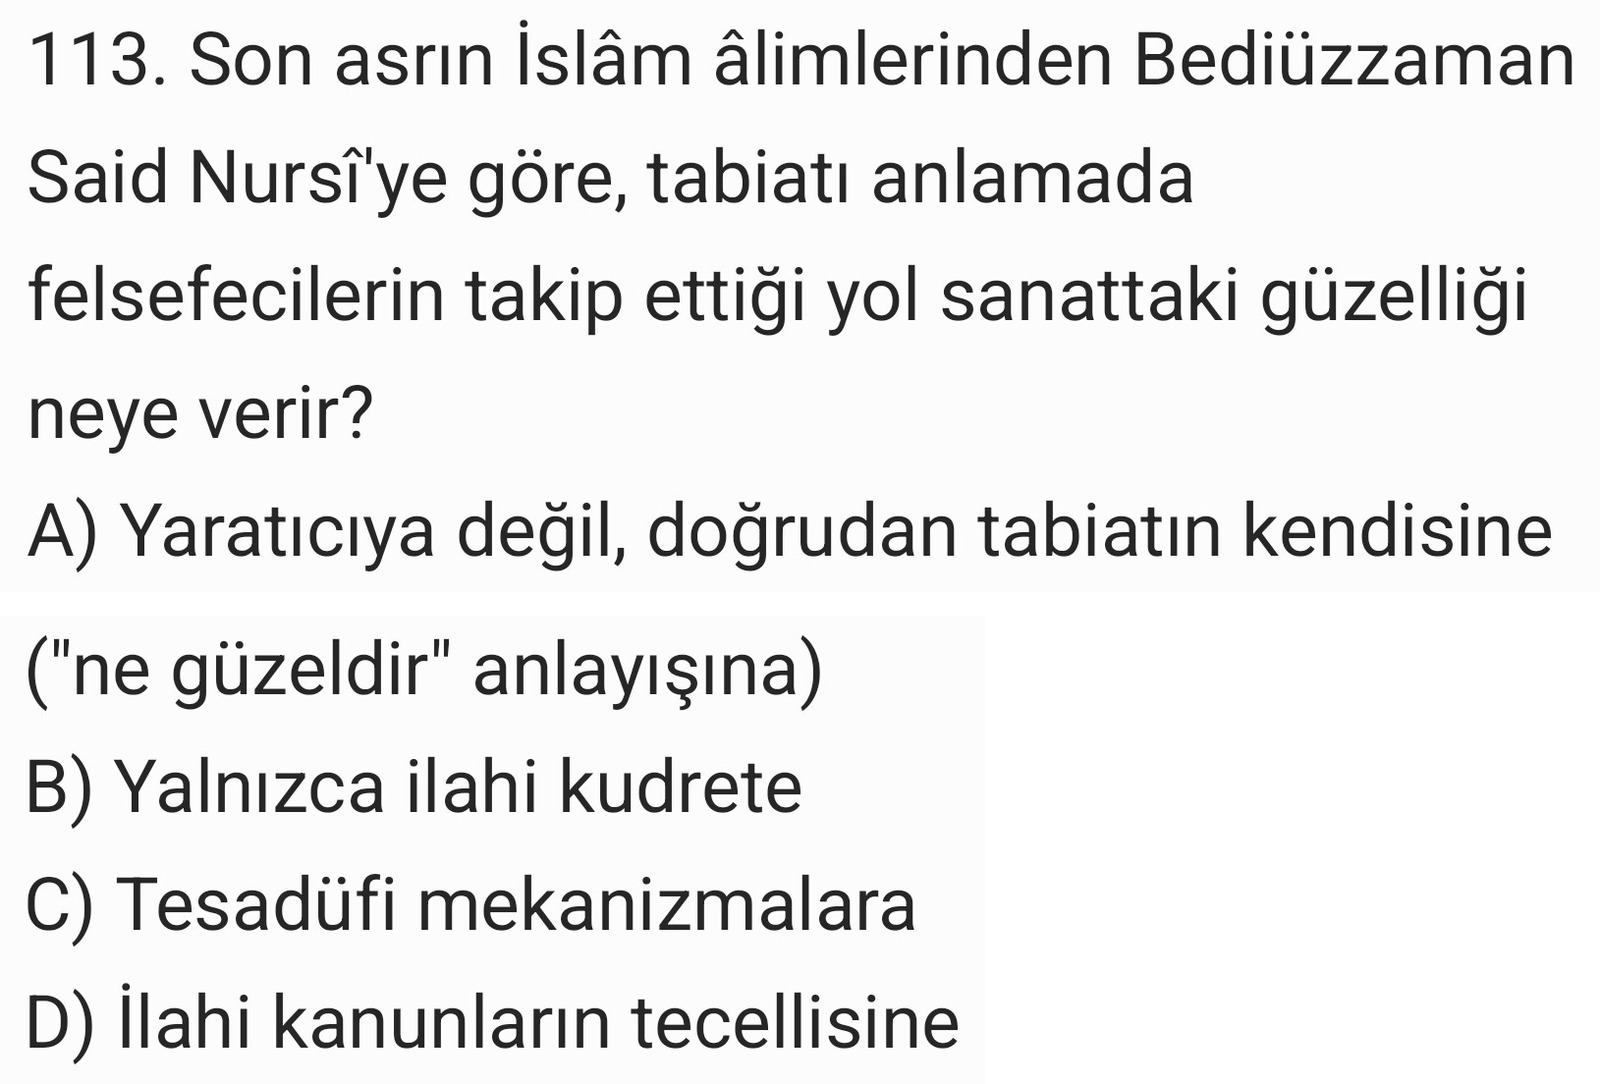 113. Son asrın İslâm âlimlerinden Bediüzzaman
Said Nursî'ye göre, tabiatı anlamada
felsefecilerin takip ettiği yol sanattaki güzelliği
neye verir?
A) Yaratıcıya değil, doğrudan tabiatın kendisine
("ne güzeldir" anlayışına)
B) Yalnızca ilahi kudrete
C) Tesadüfi mekanizmalara
D) İlahi kanunların tecellisine